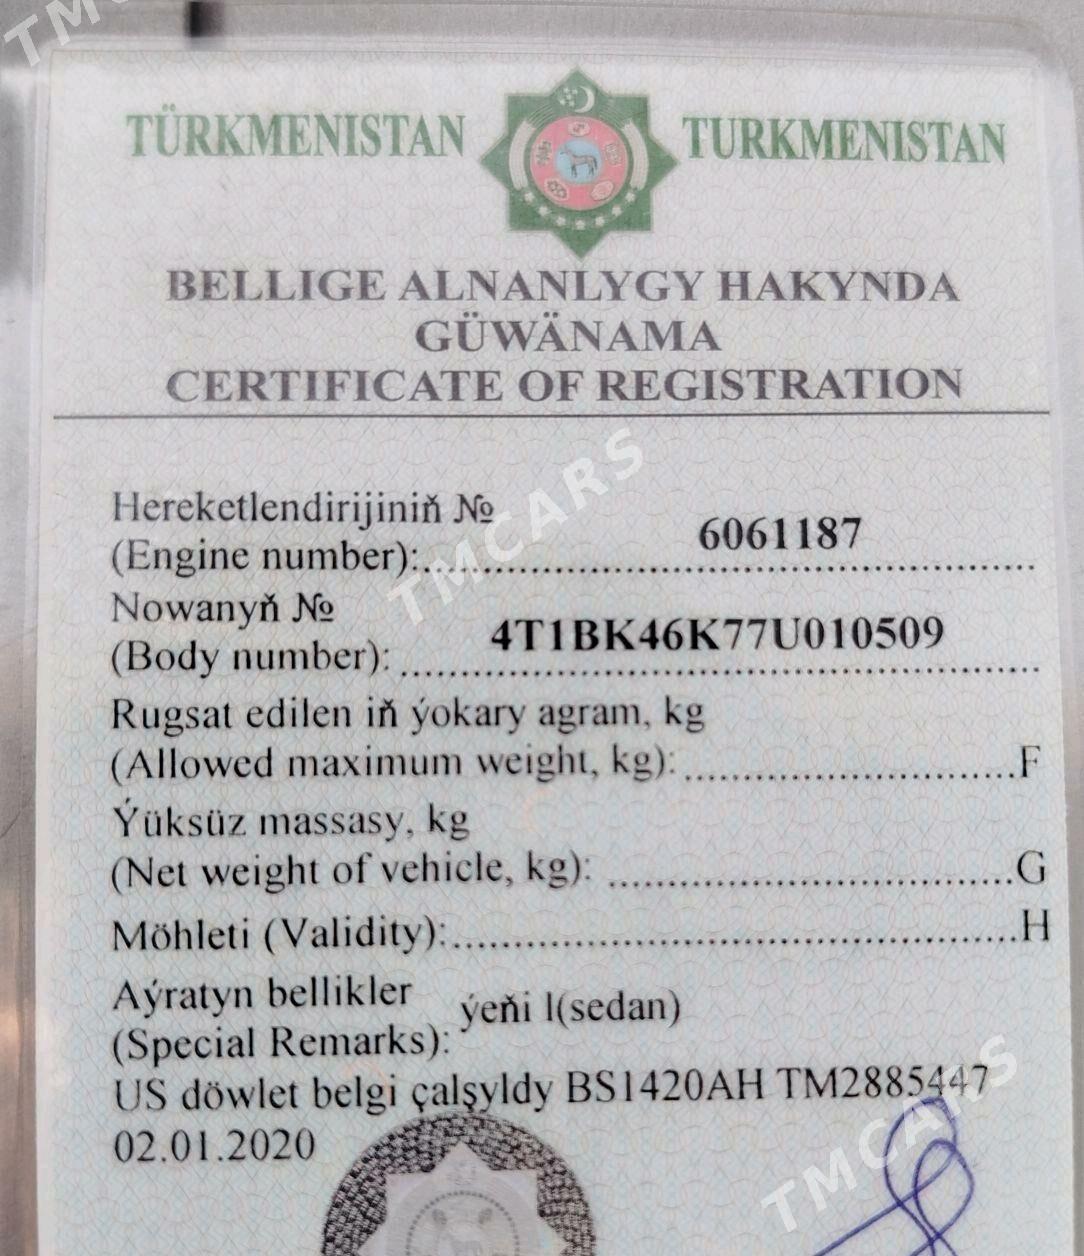 TMCARS
TÜRKMENISTAN TURKMENISTAN
BELLIGE ALNANLYGY HAKYNDA
GÜWÄNAMA
CERTIFICATE OF REGISTRATION
Hereketlendirijiniň №
(Engine number):..........6061187
Nowanyň №
(Body number):..........4T1BK46K77U010509
Rugsat edilen iň ýokary agram, kg
(Allowed maximum weight, kg):..........F
Ýüksüz massasy, kg
(Net weight of vehicle, kg):..........G
Möhleti (Validity):..........H
Aýratyn bellikler
(Special Remarks): ýeňi l(sedan)
US döwlet belgi çalşyldy BS1420AH TM2885447
02.01.2020
TMCARS
TMCARS